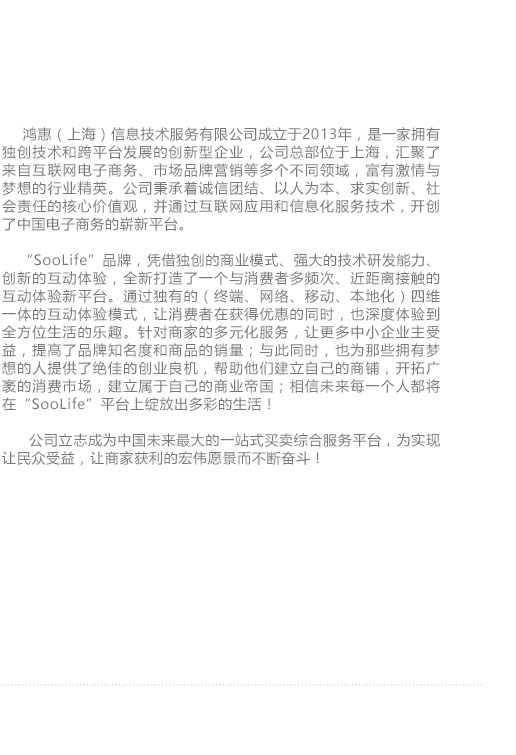 鸿惠（上海）信息技术服务有限公司成立于2013年，是一家拥有
独创技术和跨平台发展的创新型企业，公司总部位于上海，汇聚了
来自互联网电子商务、市场品牌营销等多个不同领域，富有激情与
梦想的行业精英。公司秉承着诚信团结、以人为本、求实创新、社
会责任的核心价值观，并通过互联网应用和信息化服务技术，开创
了中国电子商务的崭新平台。
“SooLife”品牌，凭借独创的商业模式、强大的技术研发能力、
创新的互动体验，全新打造了一个与消费者多频次、近距离接触的
互动体验新平台。通过独有的（终端、网络、移动、本地化）四维
一体的互动体验模式，让消费者在获得优惠的同时，也深度体验到
全方位生活的乐趣。针对商家的多元化服务，让更多中小企业主受
益，提高了品牌知名度和商品的销量；与此同时，也为那些拥有梦
想的人提供了绝佳的创业良机，帮助他们建立自己的商铺，开拓广
袤的消费市场，建立属于自己的商业帝国；相信未来每一个人都将
在“SooLife”平台上绽放出多彩的生活！
公司立志成为中国未来最大的一站式买卖综合服务平台，为实现
让民众受益，让商家获利的宏伟愿景而不断奋斗！